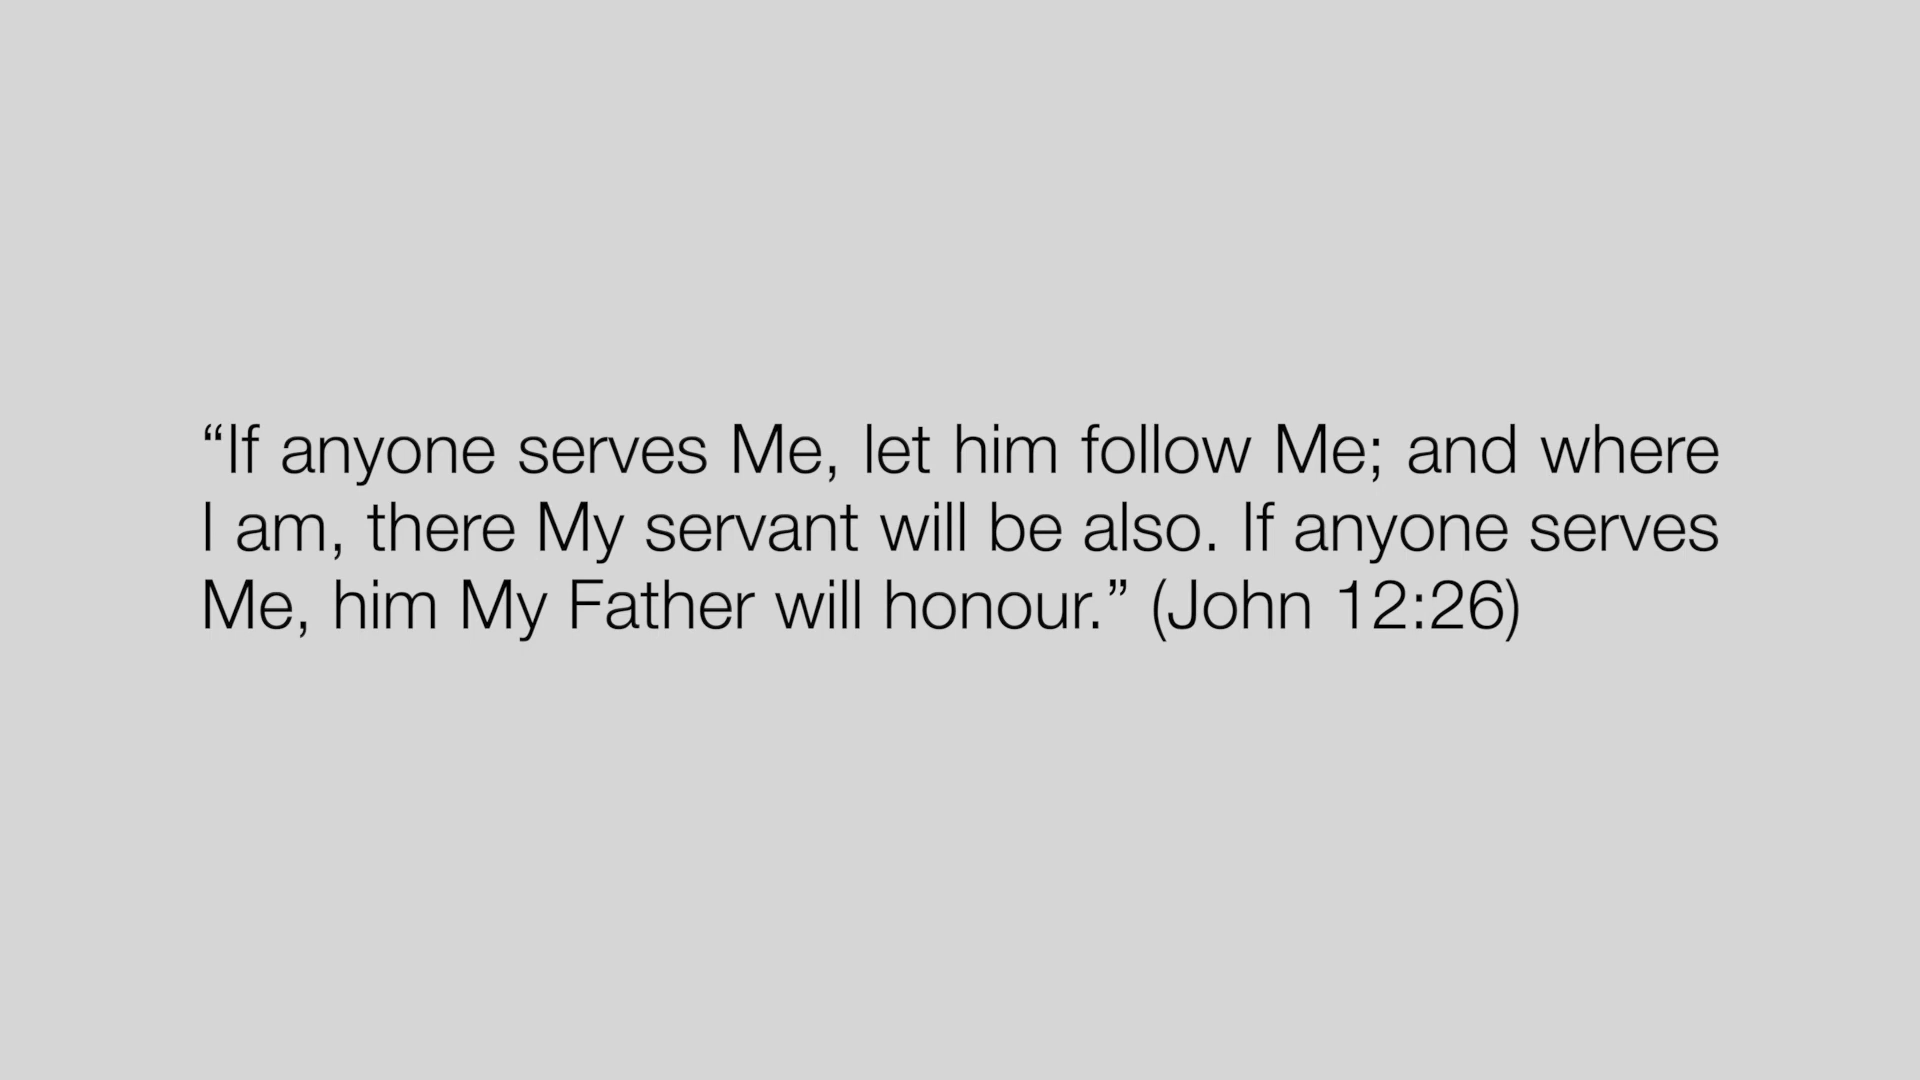 “If anyone serves Me, let him follow Me; and where
I am, there My servant will be also. If anyone serves
Me, him My Father will honour.” (John 12:26)